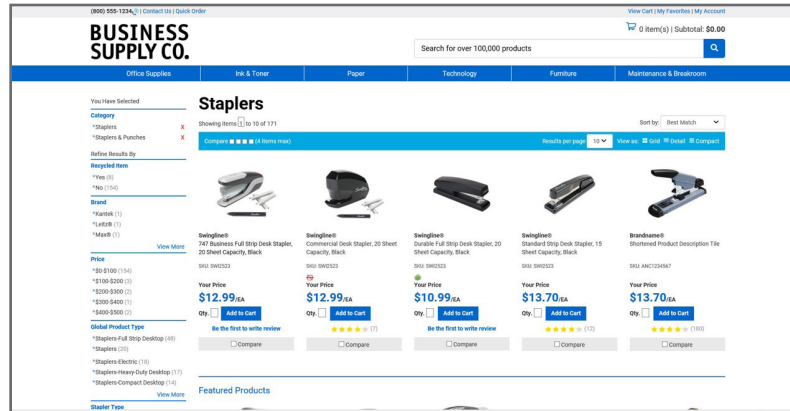 (800) 555-1234 | Contact Us | Quick Order
View Cart | My Favorites | My Account
BUSINESS
SUPPLY CO.
0 item(s) | Subtotal: $0.00
Search for over 100,000 products
Office Supplies Ink & Toner Paper Technology Furniture Maintenance & Breakroom
You Have Selected
Category
Staplers X
Staplers & Punches X
Refine Results By
Recycled Item
Yes (8)
No (154)
Brand
Kantek (1)
Leitz® (1)
Max® (1)
View More
Price
$0-$100 (154)
$100-$200 (3)
$200-$300 (2)
$300-$400 (1)
$400-$500 (2)
Global Product Type
Staplers-Full Strip Desktop (48)
Staplers (20)
Staplers-Electric (18)
Staplers-Heavy-Duty Desktop (17)
Staplers-Compact Desktop (14)
View More
Stapler Type
Staplers
Showing items 1 to 10 of 171
Sort by: Best Match
Compare (4 items max)
Results per page 10 View as: Grid Detail Compact
Swingline®
747 Business Full Strip Desk Stapler,
20 Sheet Capacity, Black
SKU: SWI2523
Your Price
$12.99/EA
Qty. Add to Cart
Be the first to write review
Compare
Swingline®
Commercial Desk Stapler, 20 Sheet
Capacity, Black
SKU: SWI2523
Your Price
$12.99/EA
Qty. Add to Cart
(7)
Compare
Swingline®
Durable Full Strip Desk Stapler, 20
Sheet Capacity, Black
SKU: SWI2523
Your Price
$10.99/EA
Qty. Add to Cart
Be the first to write review
Compare
Swingline®
Standard Strip Desk Stapler, 15
Sheet Capacity, Black
SKU: SWI2523
Your Price
$13.70/EA
Qty. Add to Cart
(12)
Compare
Brandname®
Shortened Product Description Tile
SKU: ANC1234567
Your Price
$13.70/EA
Qty. Add to Cart
(180)
Compare
Featured Products